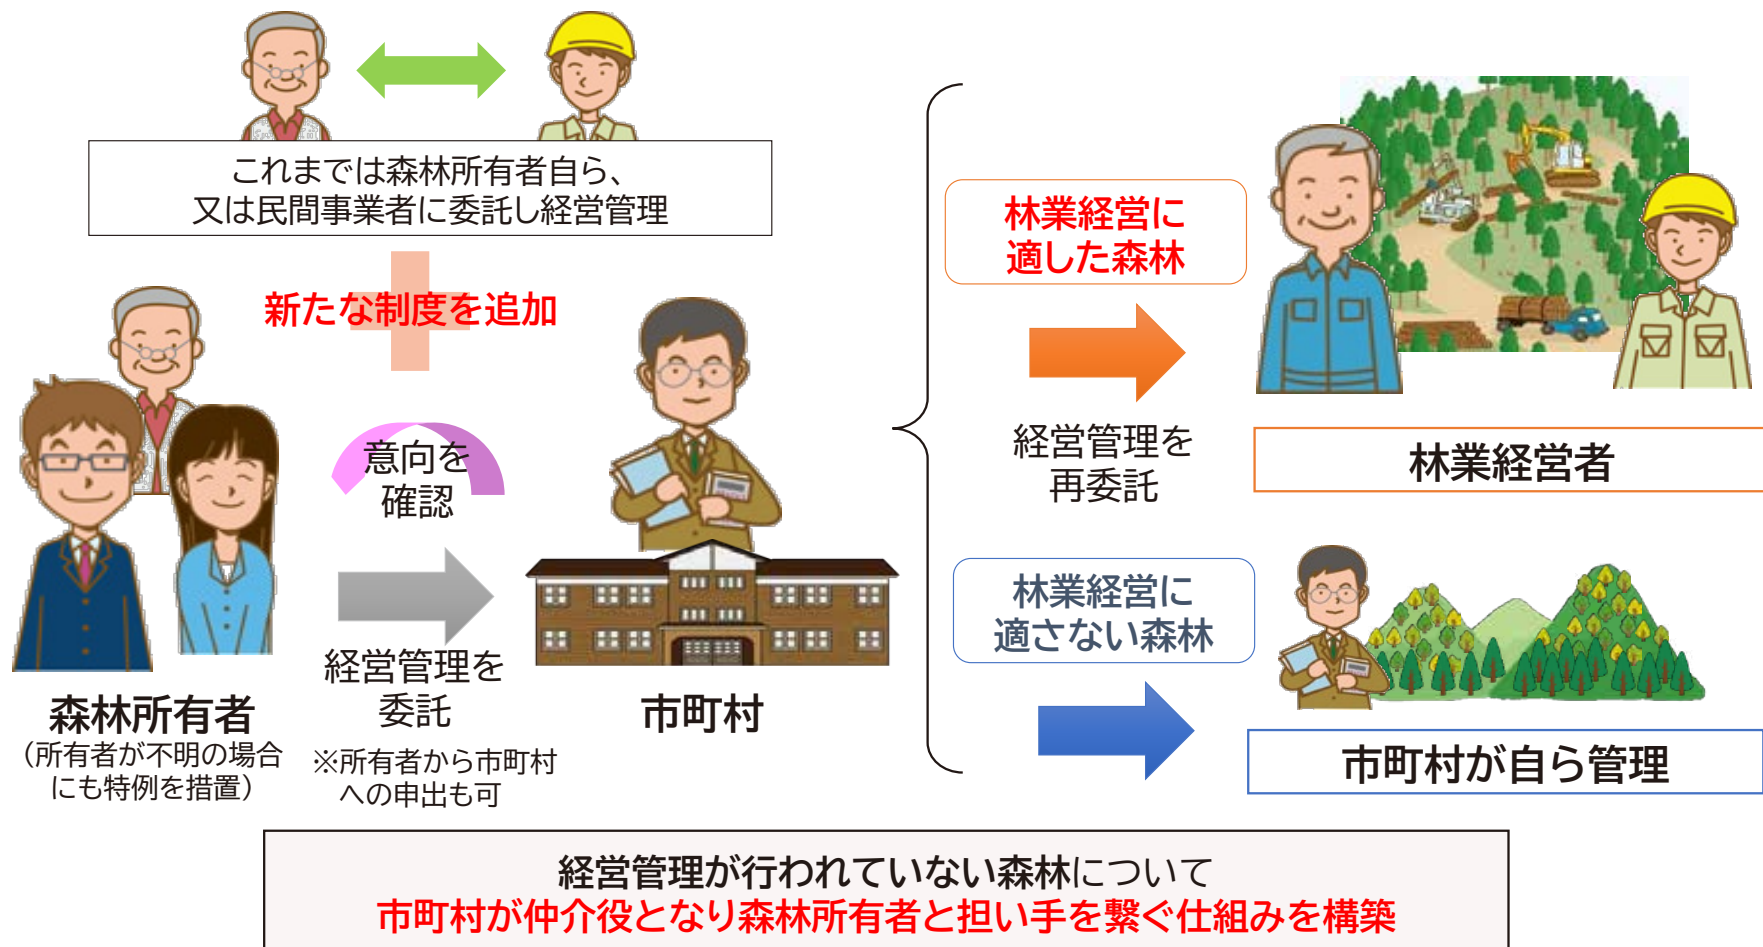 これまでは森林所有者自ら、
又は民間事業者に委託し経営管理
新たな制度を追加
意向を
確認
経営管理を
委託
※所有者から市町村
への申出も可
森林所有者
（所有者が不明の場合
にも特例を措置）
市町村
林業経営に
適した森林
経営管理を
再委託
林業経営者
林業経営に
適さない森林
市町村が自ら管理
経営管理が行われていない森林について
市町村が仲介役となり森林所有者と担い手を繋ぐ仕組みを構築